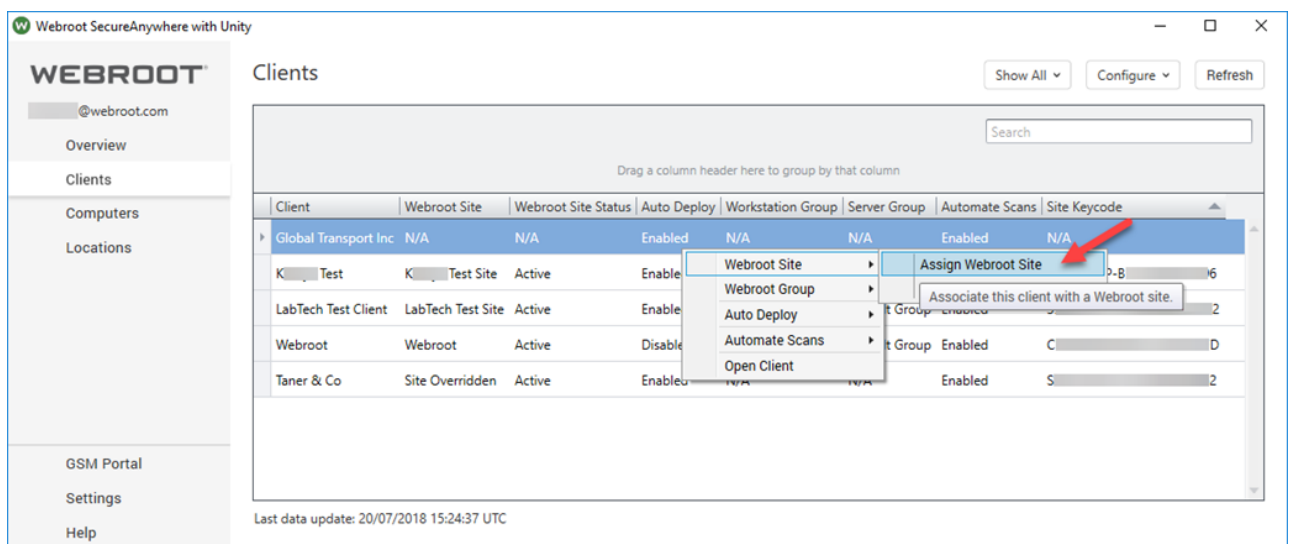 Webroot SecureAnywhere with Unity
WEBROOT
@webroot.com
Overview
Clients
Computers
Locations
GSM Portal
Settings
Help
Clients
Show All
Configure
Refresh
Search
Drag a column header here to group by that column
Client Webroot Site Webroot Site Status Auto Deploy Workstation Group Server Group Automate Scans Site Keycode
Global Transport Inc N/A N/A Enabled N/A N/A Enabled N/A
K Test K Test Site Active Enable P-B 06
LabTech Test Client LabTech Test Site Active Enable t Group Enabled S 2
Webroot Webroot Active Disable t Group Enabled C D
Taner & Co Site Overridden Active Enabled N/A N/A Enabled S 2
Webroot Site
Webroot Group
Auto Deploy
Automate Scans
Open Client
Assign Webroot Site
Associate this client with a Webroot site.
Last data update: 20/07/2018 15:24:37 UTC